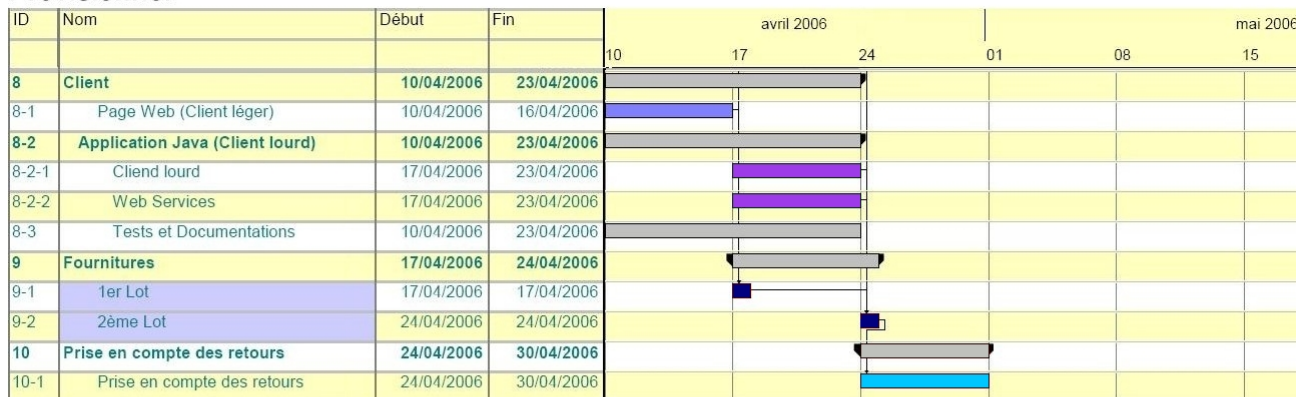 ID Nom Début Fin avril 2006 mai 2006
10 17 24 01 08 15
8 Client 10/04/2006 23/04/2006
8-1 Page Web (Client léger) 10/04/2006 16/04/2006
8-2 Application Java (Client lourd) 10/04/2006 23/04/2006
8-2-1 Cliend lourd 17/04/2006 23/04/2006
8-2-2 Web Services 17/04/2006 23/04/2006
8-3 Tests et Documentations 10/04/2006 23/04/2006
9 Fournitures 17/04/2006 24/04/2006
9-1 1er Lot 17/04/2006 17/04/2006
9-2 2ème Lot 24/04/2006 24/04/2006
10 Prise en compte des retours 24/04/2006 30/04/2006
10-1 Prise en compte des retours 24/04/2006 30/04/2006